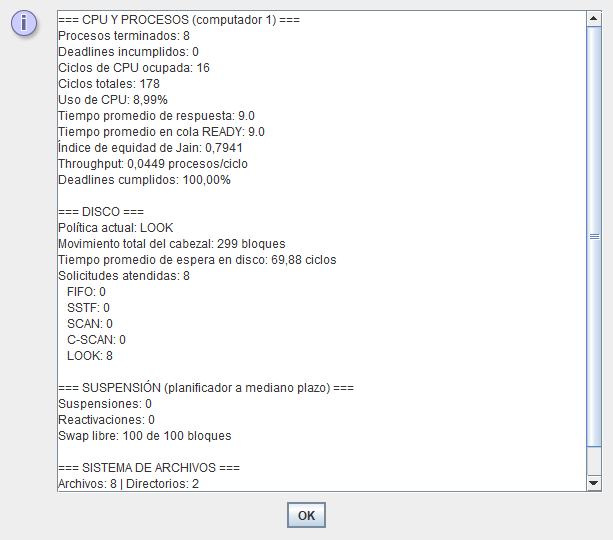 === CPU Y PROCESOS (computador 1) ===
Procesos terminados: 8
Deadlines incumplidos: 0
Ciclos de CPU ocupada: 16
Ciclos totales: 178
Uso de CPU: 8,99%
Tiempo promedio de respuesta: 9.0
Tiempo promedio en cola READY: 9.0
Índice de equidad de Jain: 0,7941
Throughput: 0,0449 procesos/ciclo
Deadlines cumplidos: 100,00%

=== DISCO ===
Política actual: LOOK
Movimiento total del cabezal: 299 bloques
Tiempo promedio de espera en disco: 69,88 ciclos
Solicitudes atendidas: 8
FIFO: 0
SSTF: 0
SCAN: 0
C-SCAN: 0
LOOK: 8

=== SUSPENSIÓN (planificador a mediano plazo) ===
Suspensiones: 0
Reactivaciones: 0
Swap libre: 100 de 100 bloques

=== SISTEMA DE ARCHIVOS ===
Archivos: 8 | Directorios: 2
OK